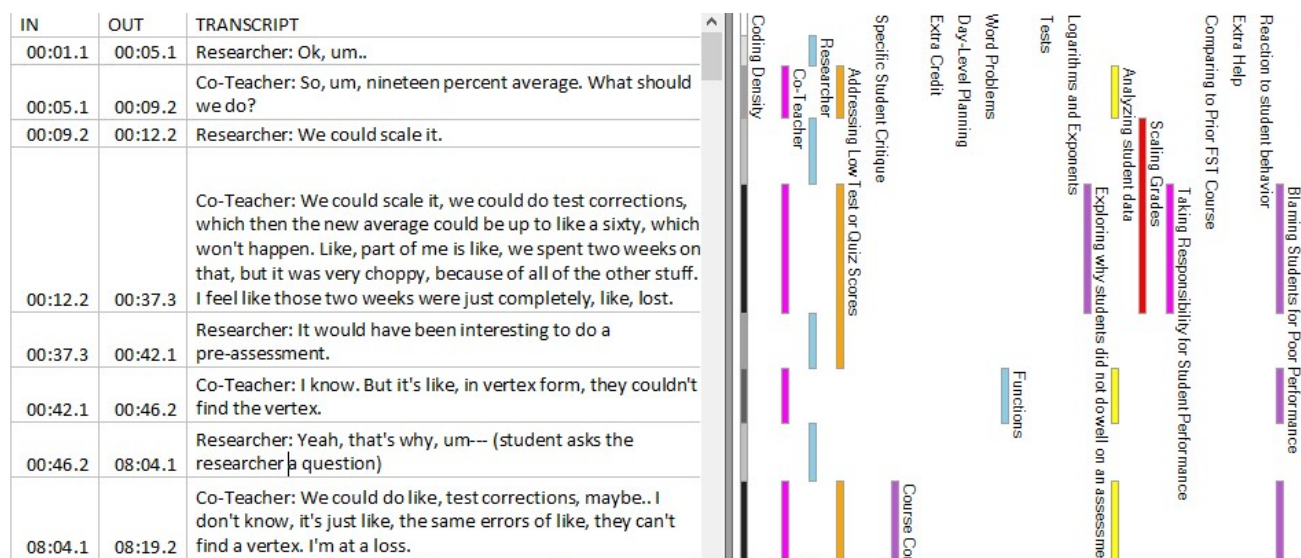 IN OUT TRANSCRIPT
00:01.1 00:05.1 Researcher: Ok, um..
Co-Teacher: So, um, nineteen percent average. What should
00:05.1 00:09.2 we do?
00:09.2 00:12.2 Researcher: We could scale it.
Co-Teacher: We could scale it, we could do test corrections,
which then the new average could be up to like a sixty, which
won't happen. Like, part of me is like, we spent two weeks on
that, but it was very choppy, because of all of the other stuff.
00:12.2 00:37.3 I feel like those two weeks were just completely, like, lost.
Researcher: It would have been interesting to do a
00:37.3 00:42.1 pre-assessment.
Co-Teacher: I know. But it's like, in vertex form, they couldn't
00:42.1 00:46.2 find the vertex.
Researcher: Yeah, that's why, um--- (student asks the
00:46.2 08:04.1 researcher a question)
Co-Teacher: We could do like, test corrections, maybe.. I
don't know, it's just like, the same errors of like, they can't
08:04.1 08:19.2 find a vertex. I'm at a loss.
Coding Density
Co-Teacher
Researcher
Addressing Low Test or Quiz Scores
Specific Student Critique
Course Co
Extra Credit
Day-Level Planning
Word Problems
Functions
Tests
Logarithms and Exponents
Exploring why students did not do well on an assessme
Analyzing student data
Scaling Grades
Taking Responsibility for Student Performance
Comparing to Prior FST Course
Extra Help
Reaction to student behavior
Blaming Students for Poor Performance